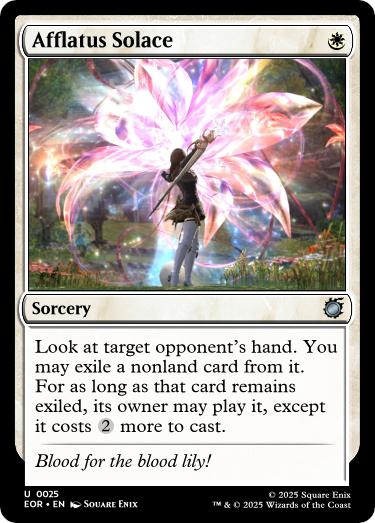 Afflatus Solace
Sorcery
Look at target opponent's hand. You
may exile a nonland card from it.
For as long as that card remains
exiled, its owner may play it, except
it costs 2 more to cast.
Blood for the blood lily!
U 0025
EOR • EN Square Enix
© 2025 Square Enix
™ & © 2025 Wizards of the Coast